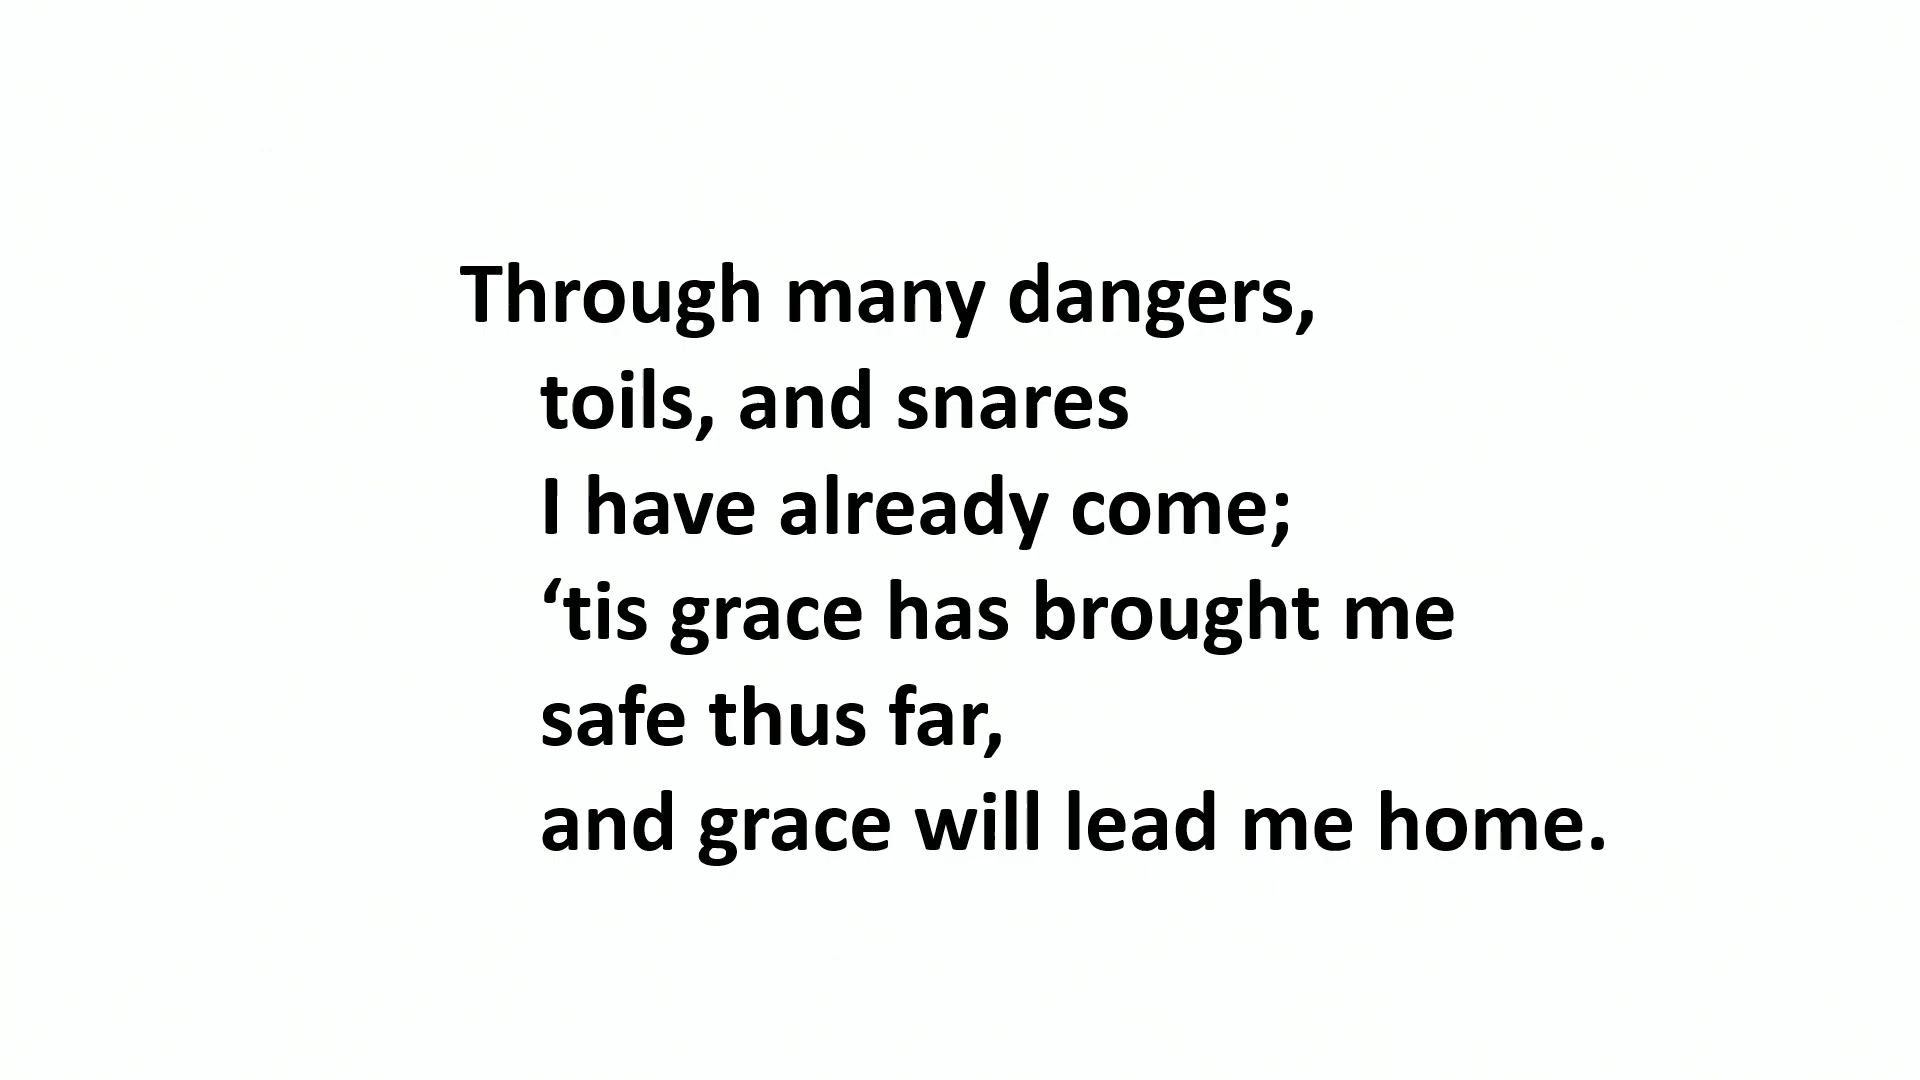 Through many dangers,
toils, and snares
I have already come;
‘tis grace has brought me
safe thus far,
and grace will lead me home.